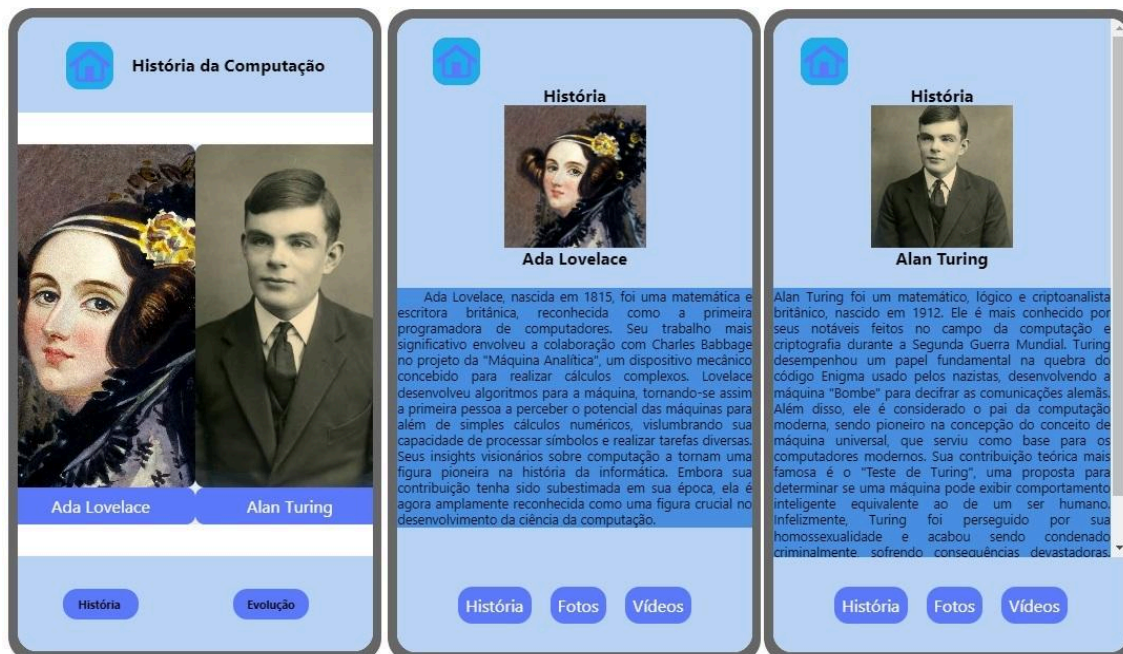 História da Computação
Ada Lovelace
Alan Turing
História
Evolução
História
Ada Lovelace
Ada Lovelace, nascida em 1815, foi uma matemática e
escritora britânica, reconhecida como a primeira
programadora de computadores. Seu trabalho mais
significativo envolveu a colaboração com Charles Babbage
no projeto da "Máquina Analítica", um dispositivo mecânico
concebido para realizar cálculos complexos. Lovelace
desenvolveu algoritmos para a máquina, tornando-se assim
a primeira pessoa a perceber o potencial das máquinas para
além de simples cálculos numéricos, vislumbrando sua
capacidade de processar símbolos e realizar tarefas diversas.
Seus insights visionários sobre computação a tornam uma
figura pioneira na história da informática. Embora sua
contribuição tenha sido subestimada em sua época, ela é
agora amplamente reconhecida como uma figura crucial no
desenvolvimento da ciência da computação.
História
Fotos
Vídeos
História
Alan Turing
Alan Turing foi um matemático, lógico e criptoanalista
britânico, nascido em 1912. Ele é mais conhecido por
seus notáveis feitos no campo da computação e
criptografia durante a Segunda Guerra Mundial. Turing
desempenhou um papel fundamental na quebra do
código Enigma usado pelos nazistas, desenvolvendo a
máquina "Bombe" para decifrar as comunicações alemãs.
Além disso, ele é considerado o pai da computação
moderna, sendo pioneiro na concepção do conceito de
máquina universal, que serviu como base para os
computadores modernos. Sua contribuição teórica mais
famosa é o "Teste de Turing", uma proposta para
determinar se uma máquina pode exibir comportamento
inteligente equivalente ao de um ser humano.
Infelizmente, Turing foi perseguido por sua
homossexualidade e acabou sendo condenado
criminalmente, sofrendo consequências devastadoras.
História
Fotos
Vídeos